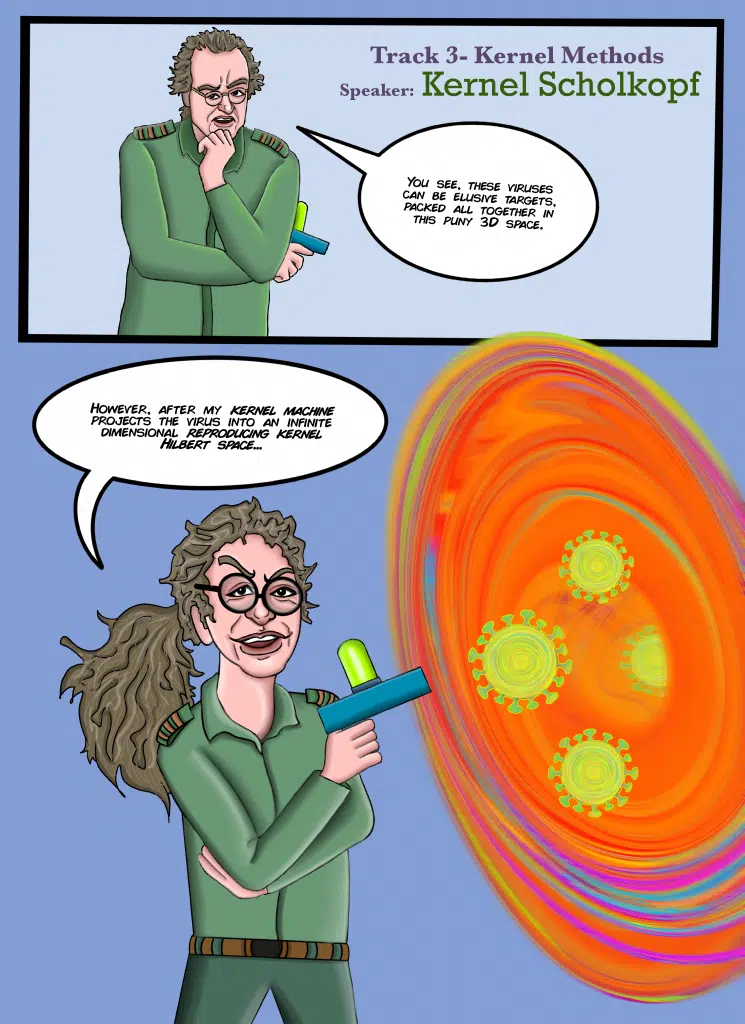 Track 3- Kernel Methods
Speaker: Kernel Scholkopf
You see, these viruses
can be elusive targets,
packed all together in
this puny 3D space.
However, after my kernel machine
projects the virus into an infinite
dimensional reproducing kernel
Hilbert space...